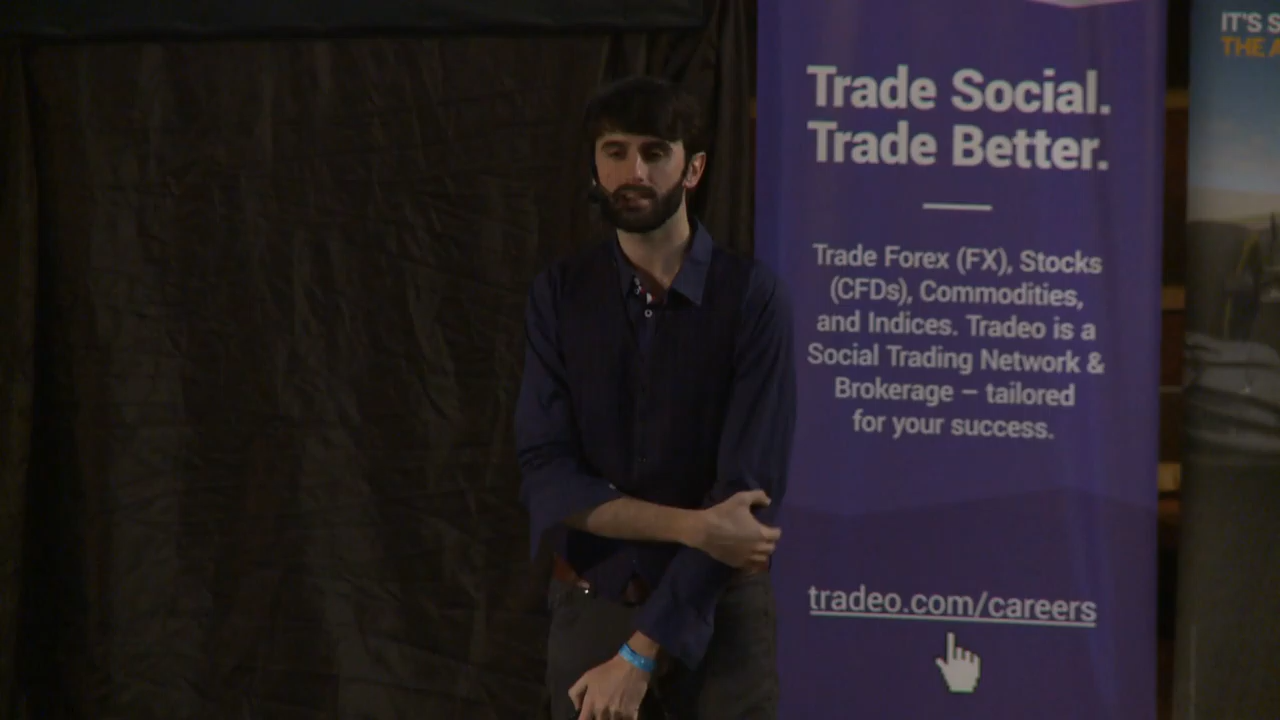 Trade Social.
Trade Better.
Trade Forex (FX), Stocks
(CFDs), Commodities,
and Indices. Tradeo is a
Social Trading Network &
Brokerage – tailored
for your success.
tradeo.com/careers
IT'S
THE